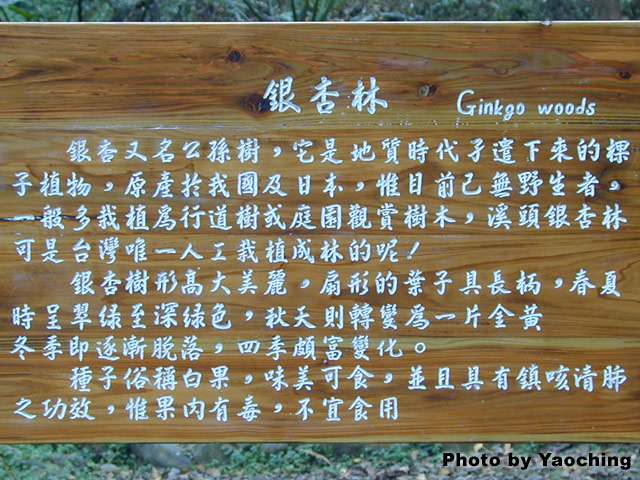 銀杏林 Ginkgo woods
銀杏又名公孫樹，它是地質時代孑遺下來的稞
子植物，原產於我國及日本，惟目前已無野生者，
一般多栽植為行道樹或庭園觀賞樹木，溪頭銀杏林
可是台灣唯一人工栽植成林的呢！
銀杏樹形高大美麗，扇形的葉子具長柄，春夏
時呈翠綠至深綠色，秋天則轉變為一片金黃
冬季即逐漸脫落，四季頗富變化。
種子俗稱白果，味美可食，並且具有鎮咳清肺
之功效，惟果內有毒，不宜食用
Photo by Yaoching